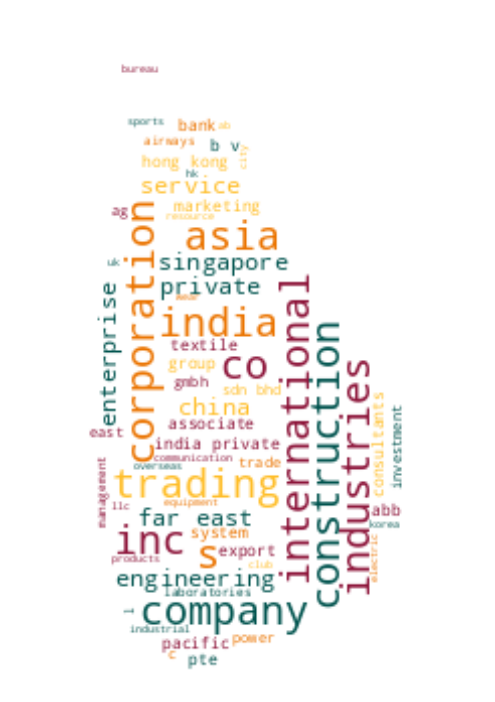 bureau
sports
bank
ab
airways
b v
city
hong kong
hk
service
marketing
ag
resource
corporation
asia
uk
singapore
private
wear
enterprise
india
international
textile
construction
group
co
industries
gmbh
sdn bhd
consultants
china
investment
associate
east
india private
communication
trade
overseas
management
trading
equipment
llc
abb
far east
korea
inc
system
s
export
electric
products
club
engineering
laboratories
l
company
industrial
pacific
power
c
pte